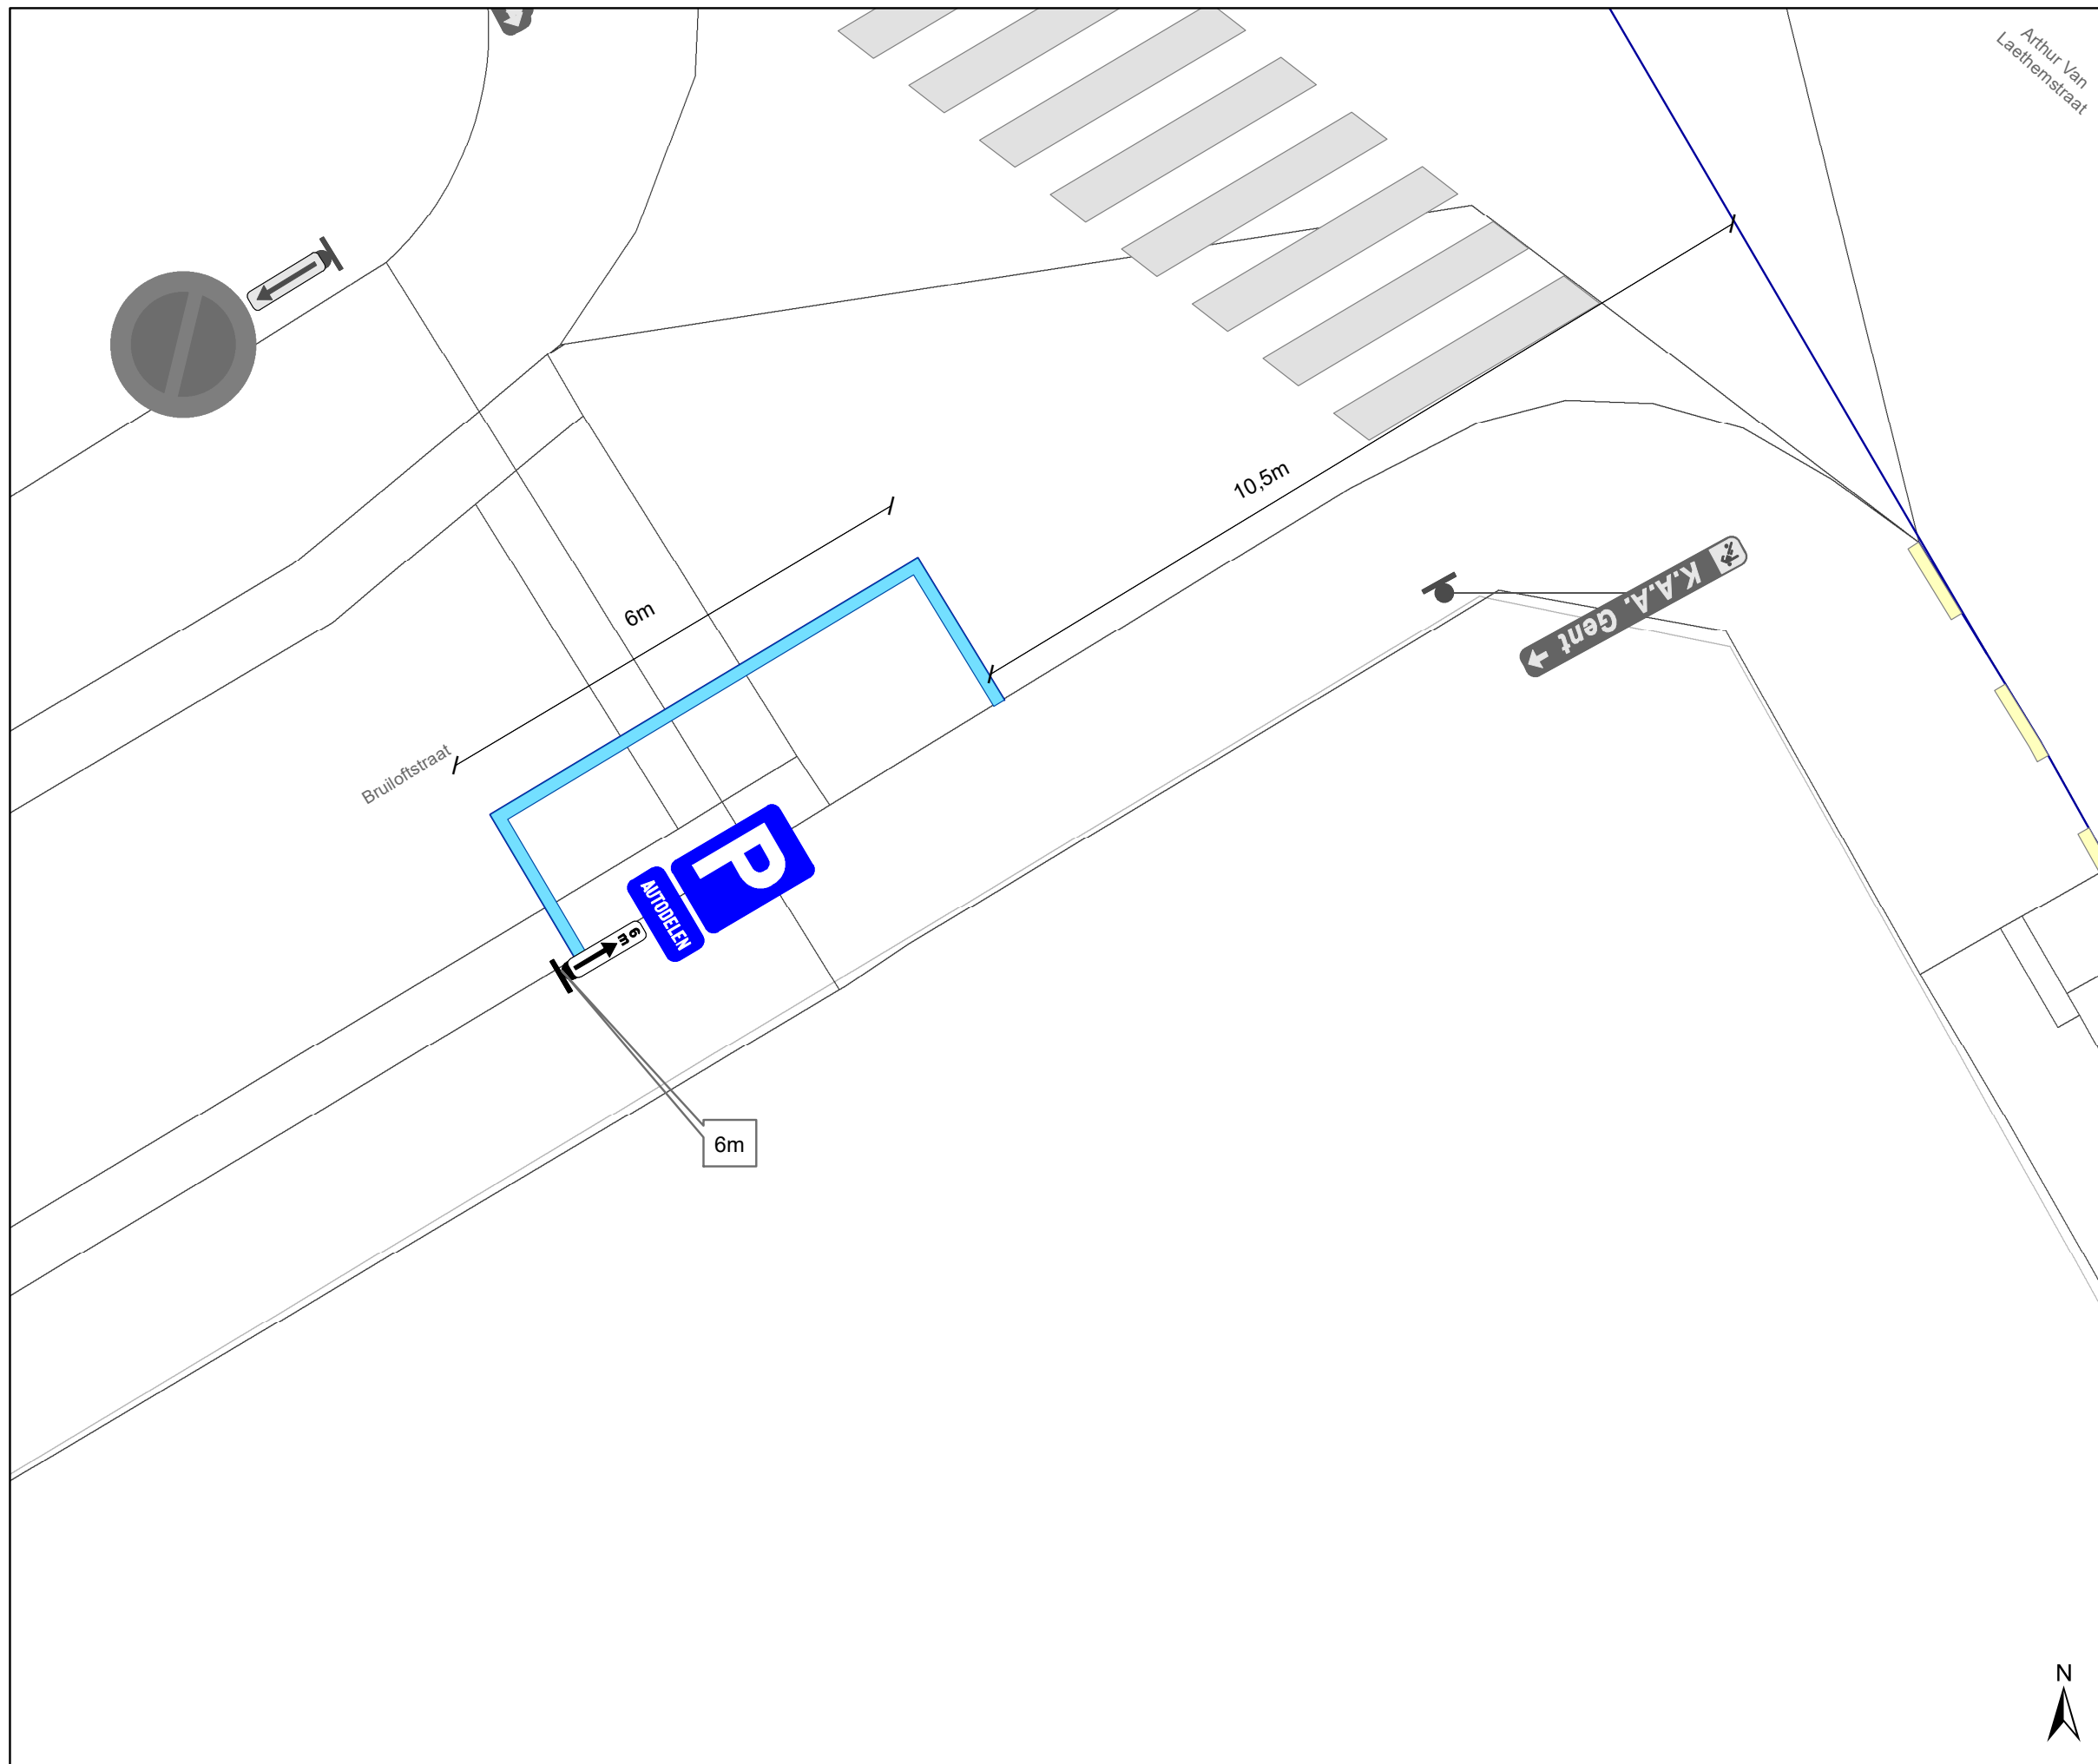 Arthur Van
Laethemstraat
10,5m
K.A.A. Gent
6m
Bruiloftstraat
P
AUTODELEN
6 m
6m
N